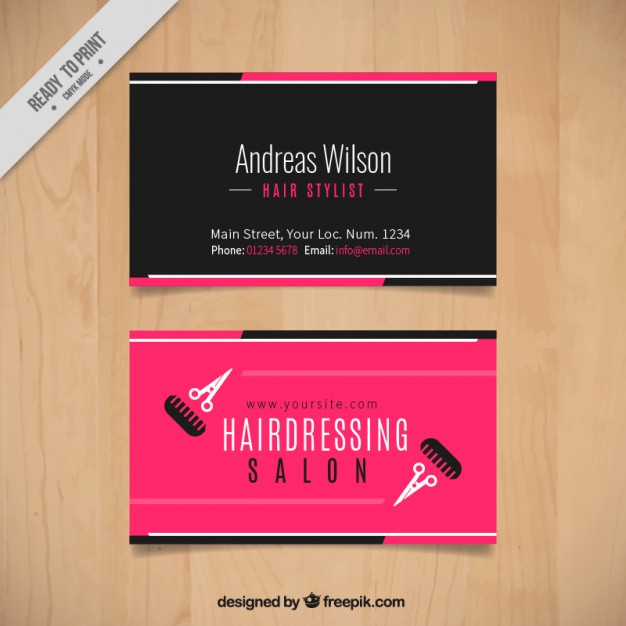 READY TO PRINT
CMYK MODE
Andreas Wilson
HAIR STYLIST
Main Street, Your Loc. Num. 1234
Phone: 01234 5678 Email: info@email.com
www.yoursite.com
HAIRDRESSING
SALON
designed by freepik.com